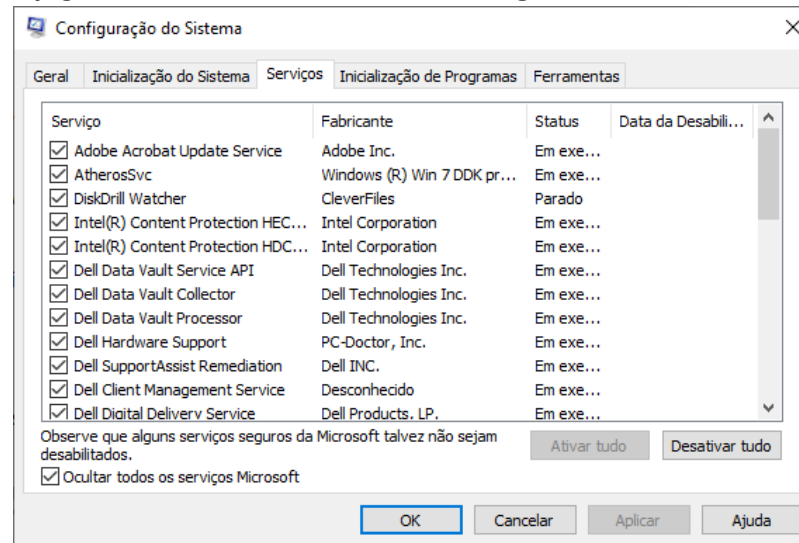 Configuração do Sistema
Geral Inicialização do Sistema Serviços Inicialização de Programas Ferramentas
Serviço Fabricante Status Data da Desabili...
Adobe Acrobat Update Service Adobe Inc. Em exe...
AtherosSvc Windows (R) Win 7 DDK pr... Em exe...
DiskDrill Watcher CleverFiles Parado
Intel(R) Content Protection HEC... Intel Corporation Em exe...
Intel(R) Content Protection HDC... Intel Corporation Em exe...
Dell Data Vault Service API Dell Technologies Inc. Em exe...
Dell Data Vault Collector Dell Technologies Inc. Em exe...
Dell Data Vault Processor Dell Technologies Inc. Em exe...
Dell Hardware Support PC-Doctor, Inc. Em exe...
Dell SupportAssist Remediation Dell INC. Em exe...
Dell Client Management Service Desconhecido Em exe...
Dell Digital Delivery Service Dell Products. LP. Em exe...
Observe que alguns serviços seguros da Microsoft talvez não sejam
desabilitados.
Ativar tudo Desativar tudo
Ocultar todos os serviços Microsoft
OK Cancelar Aplicar Ajuda